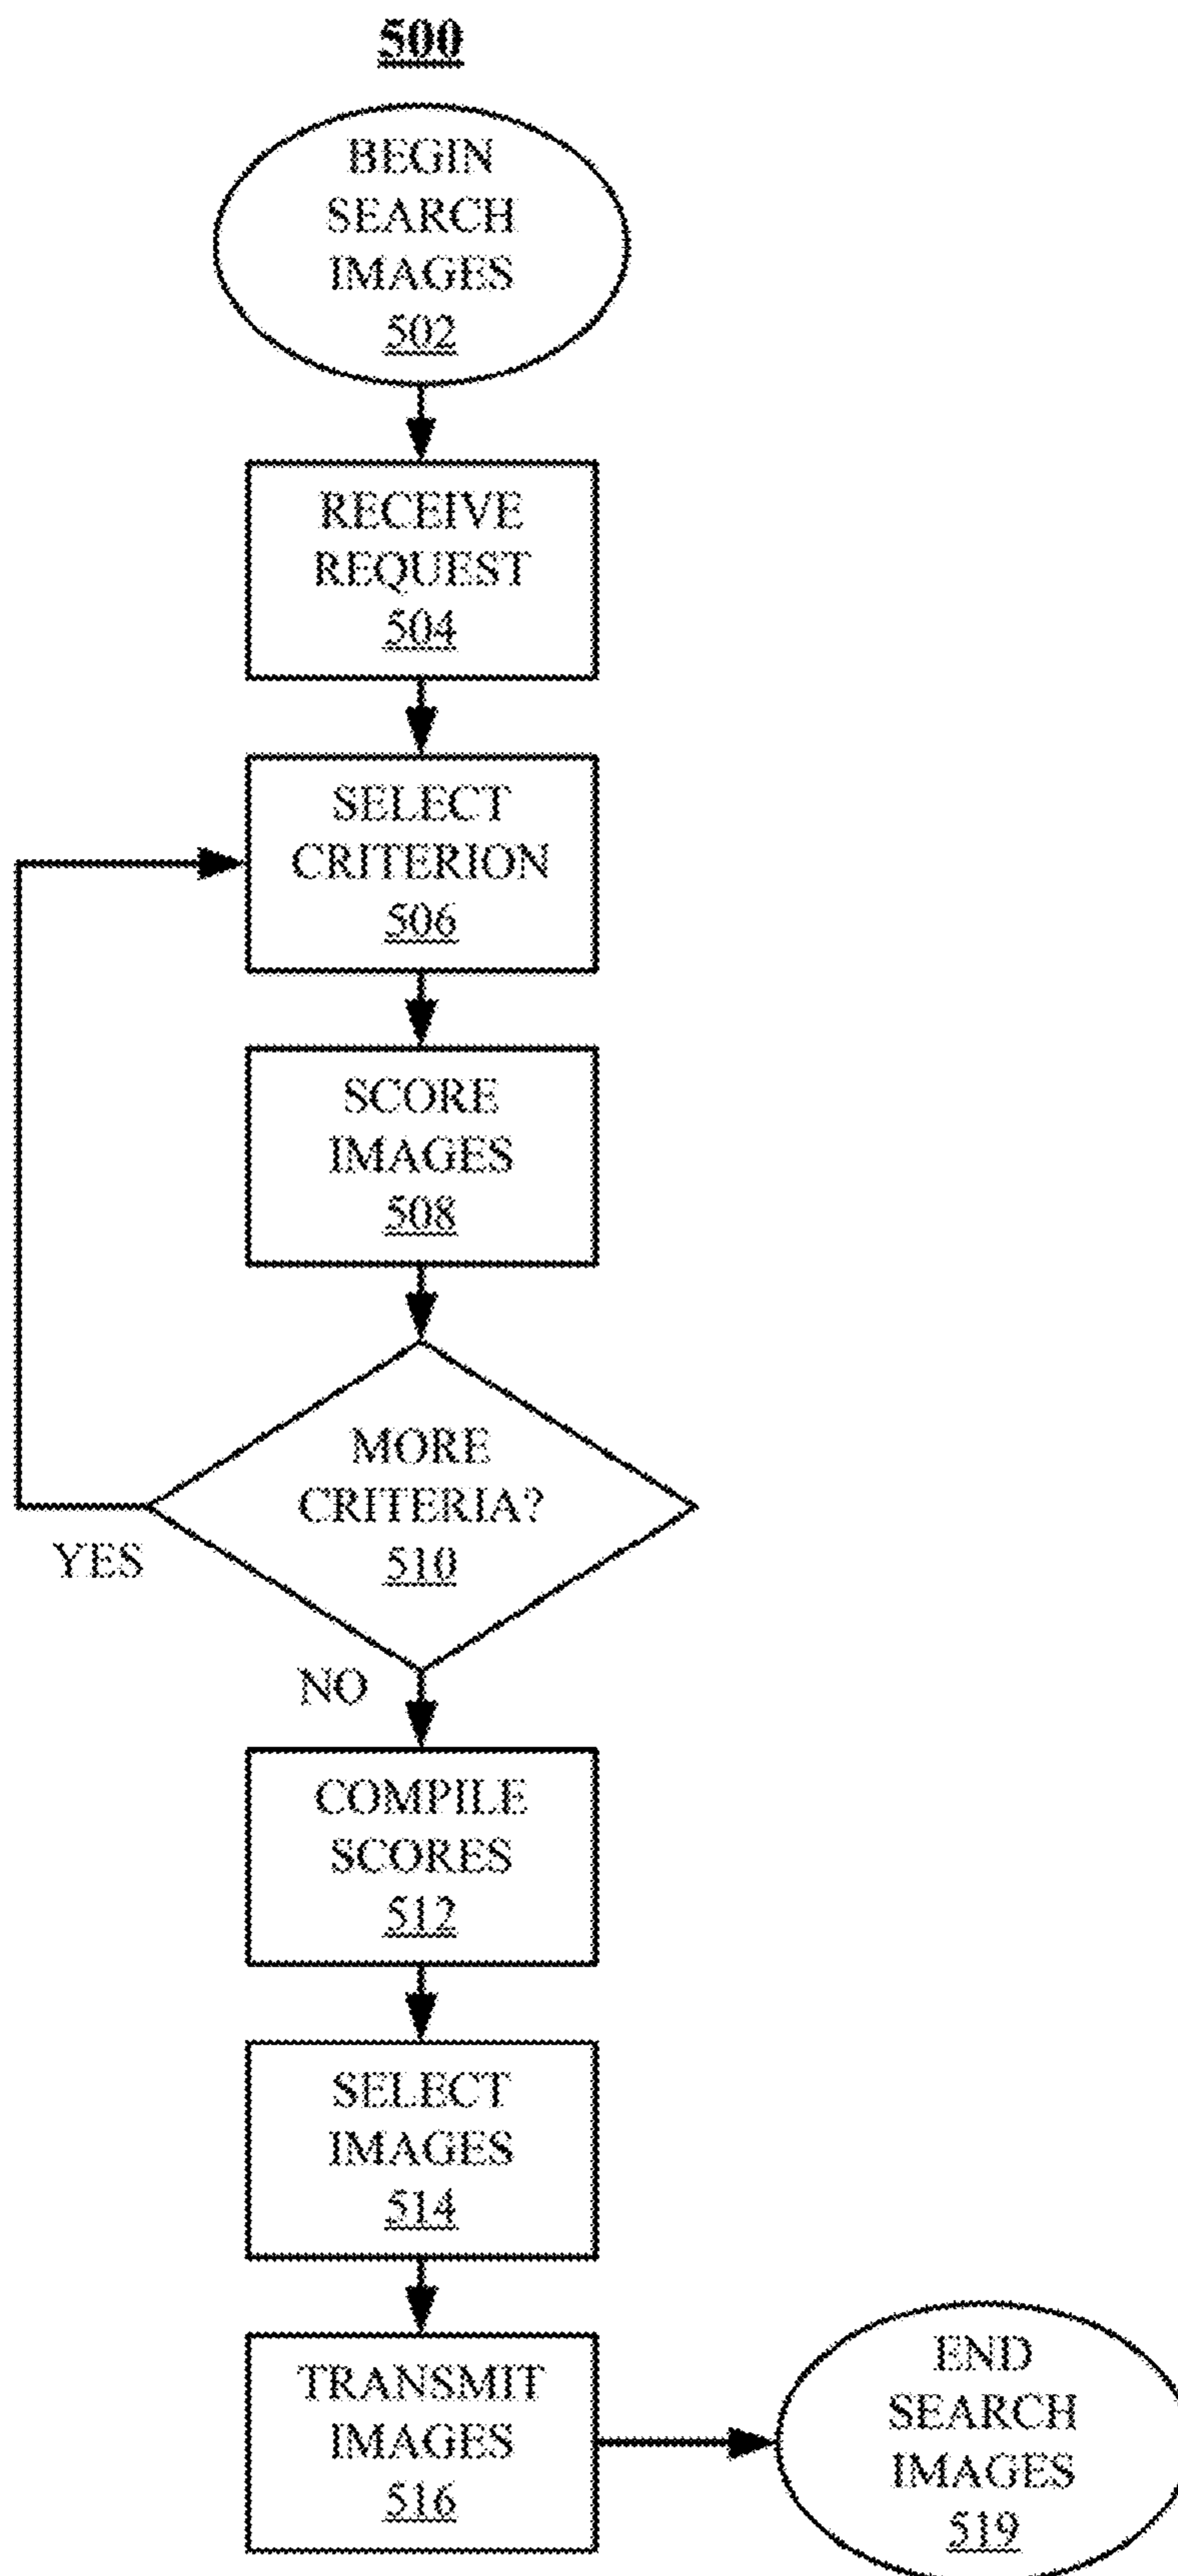 500
BEGIN
SEARCH
IMAGES
502
RECEIVE
REQUEST
504
SELECT
CRITERION
506
SCORE
IMAGES
508
MORE
CRITERIA?
510
YES
NO
COMPILE
SCORES
512
SELECT
IMAGES
514
TRANSMIT
IMAGES
516
END
SEARCH
IMAGES
519